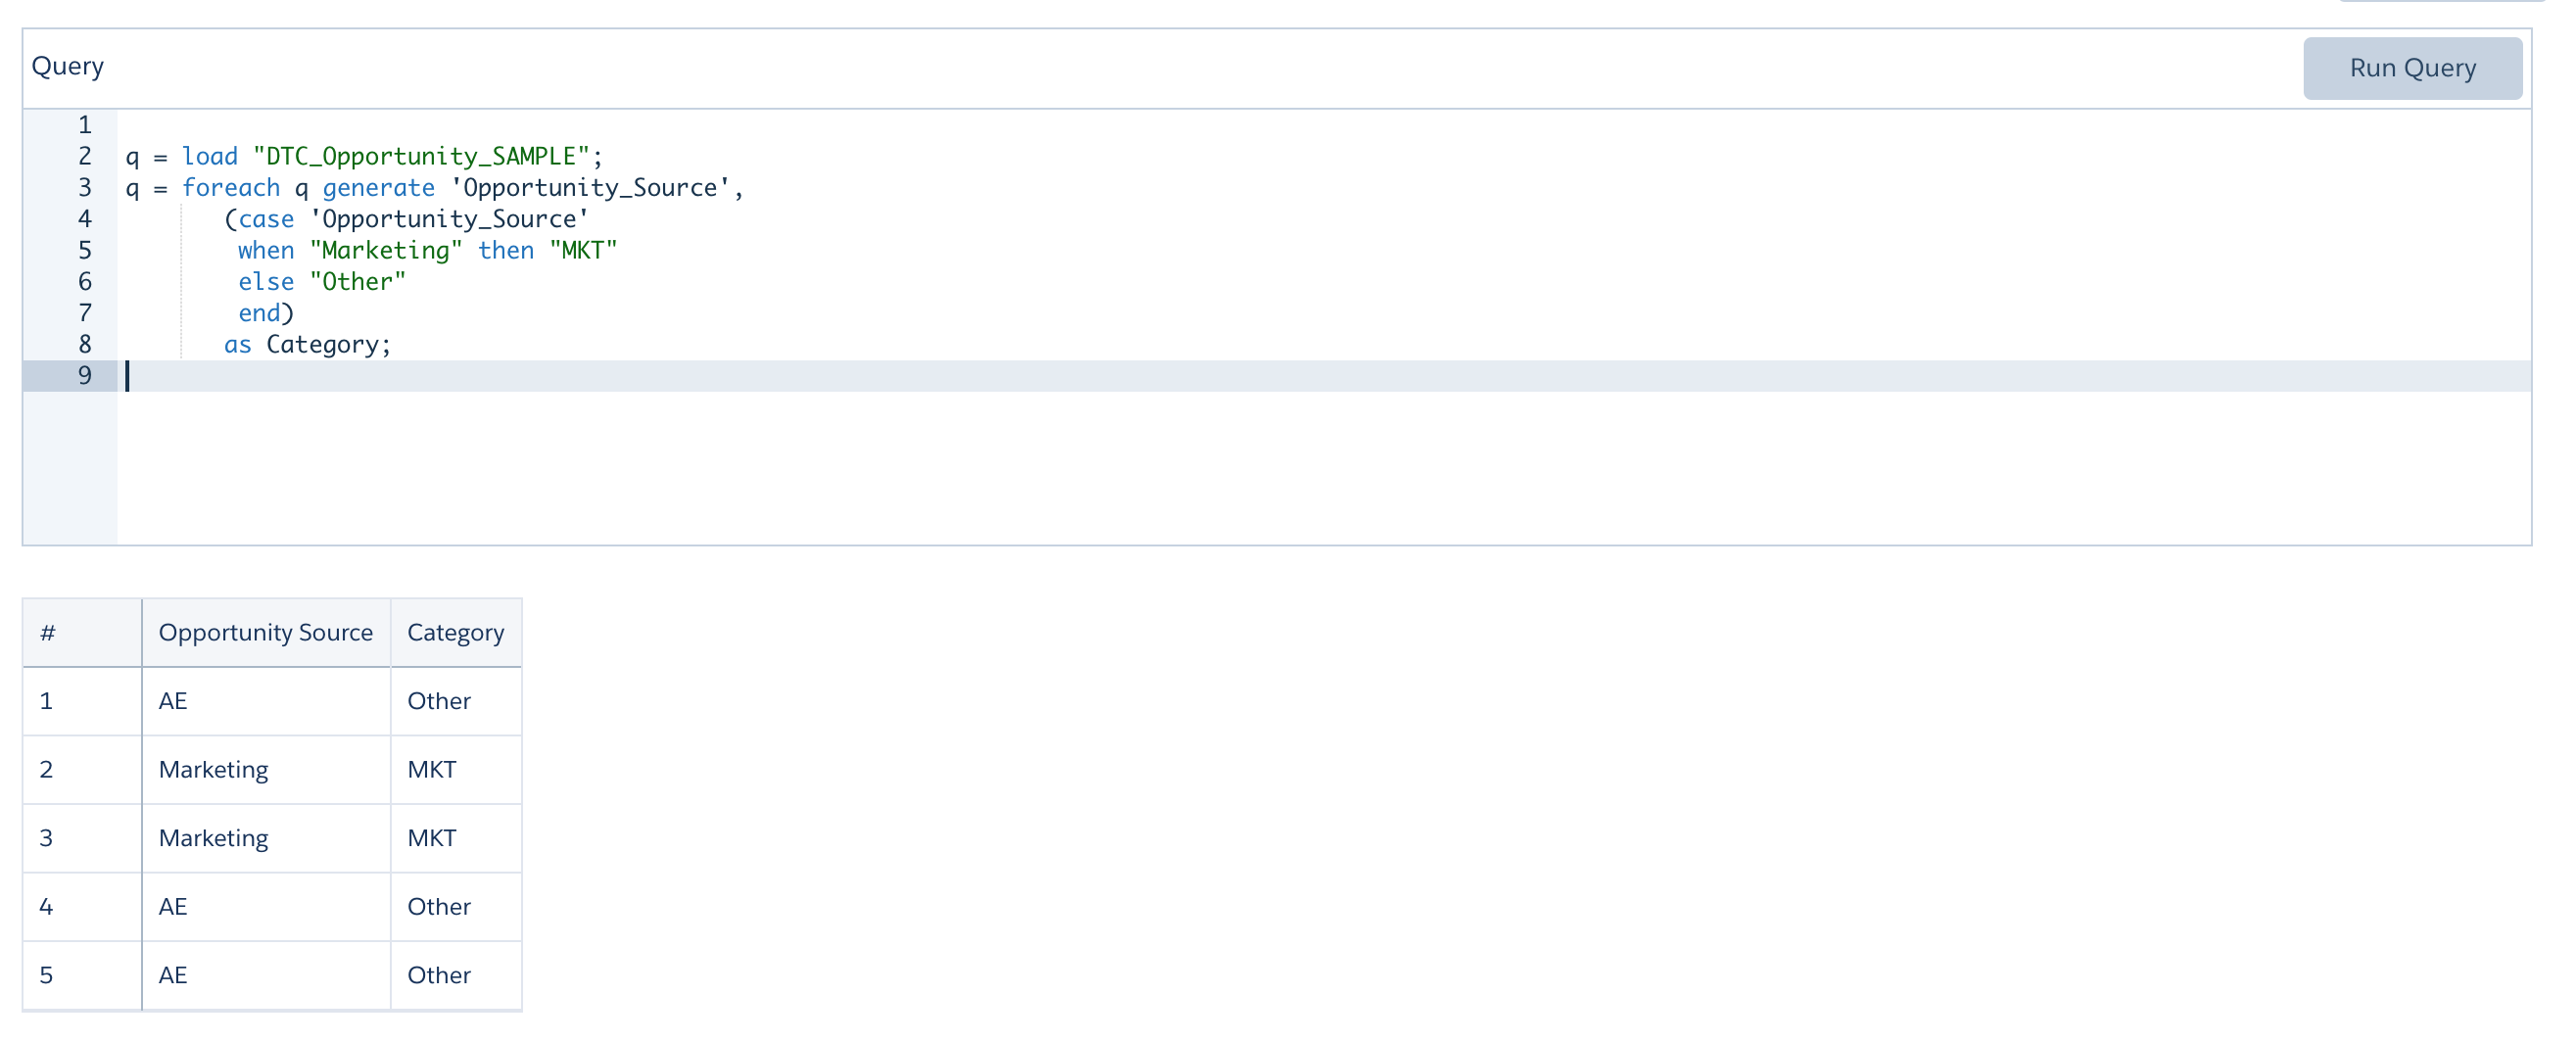 Query
Run Query
1
2 q = load "DTC_Opportunity_SAMPLE";
3 q = foreach q generate 'Opportunity_Source',
4 (case 'Opportunity_Source'
5 when "Marketing" then "MKT"
6 else "Other"
7 end)
8 as Category;
9
# Opportunity Source Category
1 AE Other
2 Marketing MKT
3 Marketing MKT
4 AE Other
5 AE Other